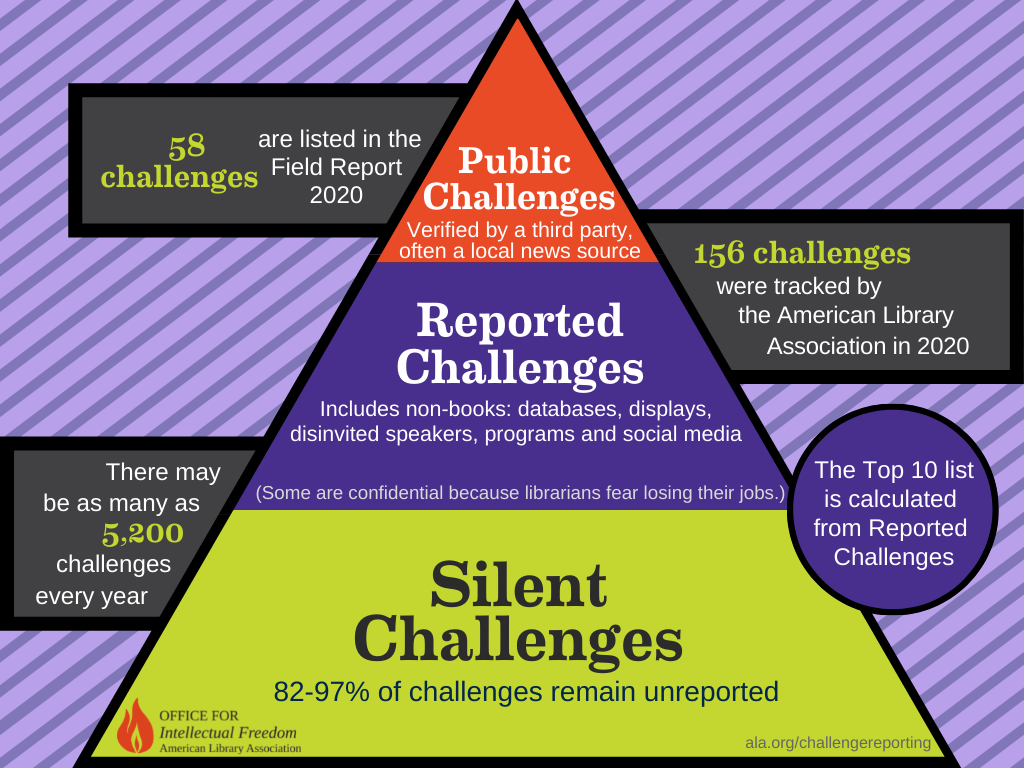 58
challenges
are listed in the
Field Report
2020
Public
Challenges
Verified by a third party,
often a local news source
156 challenges
were tracked by
the American Library
Association in 2020
Reported
Challenges
Includes non-books: databases, displays,
disinvited speakers, programs and social media
(Some are confidential because librarians fear losing their jobs.)
There may
be as many as
5,200
challenges
every year
The Top 10 list
is calculated
from Reported
Challenges
Silent
Challenges
82-97% of challenges remain unreported
OFFICE FOR
Intellectual Freedom
American Library Association
ala.org/challengereporting